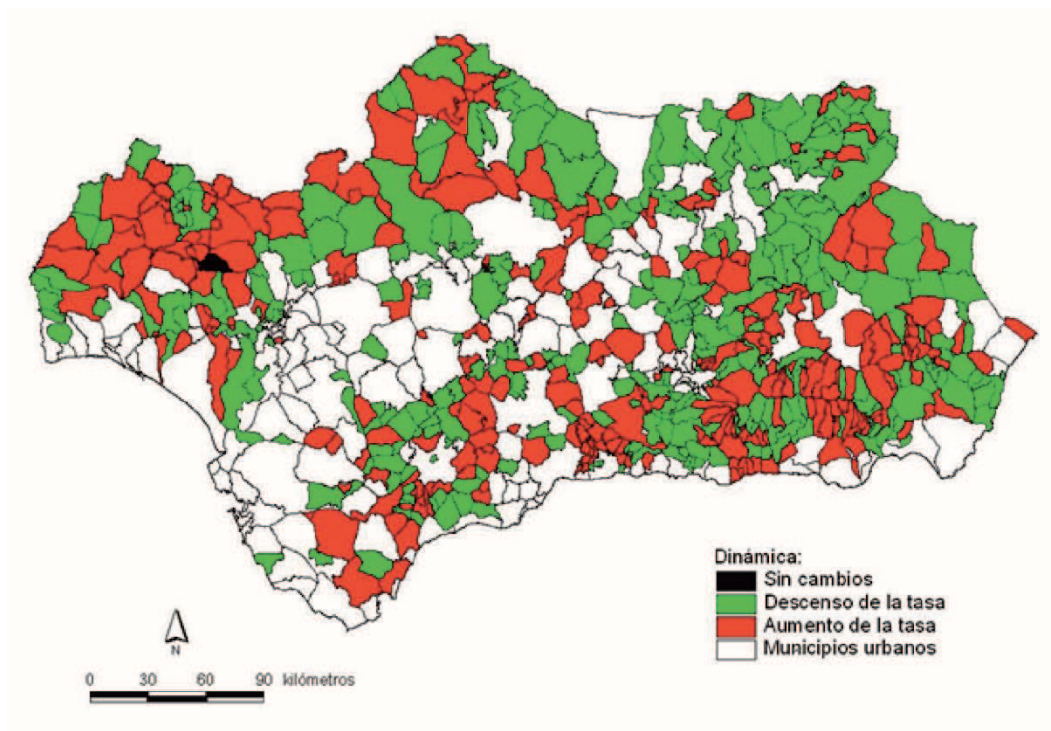 Dinámica:
Sin cambios
Descenso de la tasa
Aumento de la tasa
Municipios urbanos
N
0 30 60 90 kilómetros